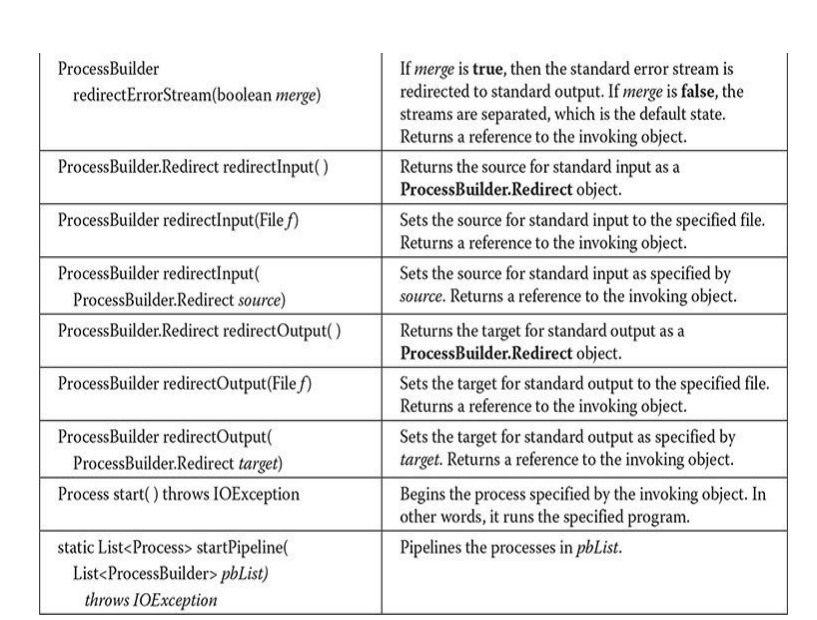 ProcessBuilder
redirectErrorStream(boolean merge)
If merge is true, then the standard error stream is
redirected to standard output. If merge is false, the
streams are separated, which is the default state.
Returns a reference to the invoking object.
ProcessBuilder.Redirect redirectInput( )
Returns the source for standard input as a
ProcessBuilder.Redirect object.
ProcessBuilder redirectInput(File f)
Sets the source for standard input to the specified file.
Returns a reference to the invoking object.
ProcessBuilder redirectInput(
ProcessBuilder.Redirect source)
Sets the source for standard input as specified by
source. Returns a reference to the invoking object.
ProcessBuilder.Redirect redirectOutput( )
Returns the target for standard output as a
ProcessBuilder.Redirect object.
ProcessBuilder redirectOutput(File f)
Sets the target for standard output to the specified file.
Returns a reference to the invoking object.
ProcessBuilder redirectOutput(
ProcessBuilder.Redirect target)
Sets the target for standard output as specified by
target. Returns a reference to the invoking object.
Process start( ) throws IOException
Begins the process specified by the invoking object. In
other words, it runs the specified program.
static List<Process> startPipeline(
List<ProcessBuilder> pbList)
throws IOException
Pipelines the processes in pbList.